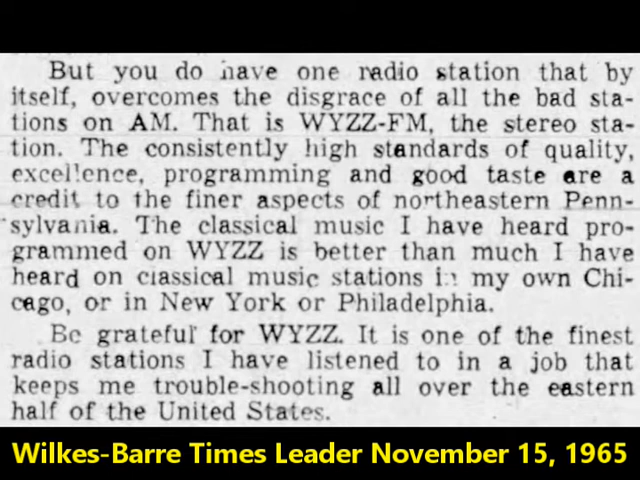 But you do have one radio station that by
itself, overcomes the disgrace of all the bad sta-
tions on AM. That is WYZZ-FM, the stereo sta-
tion. The consistently high standards of quality,
excellence, programming and good taste are a
credit to the finer aspects of northeastern Penn-
sylvania. The classical music I have heard pro-
grammed on WYZZ is better than much I have
heard on classical music stations in my own Chi-
cago, or in New York or Philadelphia.
Be grateful for WYZZ. It is one of the finest
radio stations I have listened to in a job that
keeps me trouble-shooting all over the eastern
half of the United States.
Wilkes-Barre Times Leader November 15, 1965